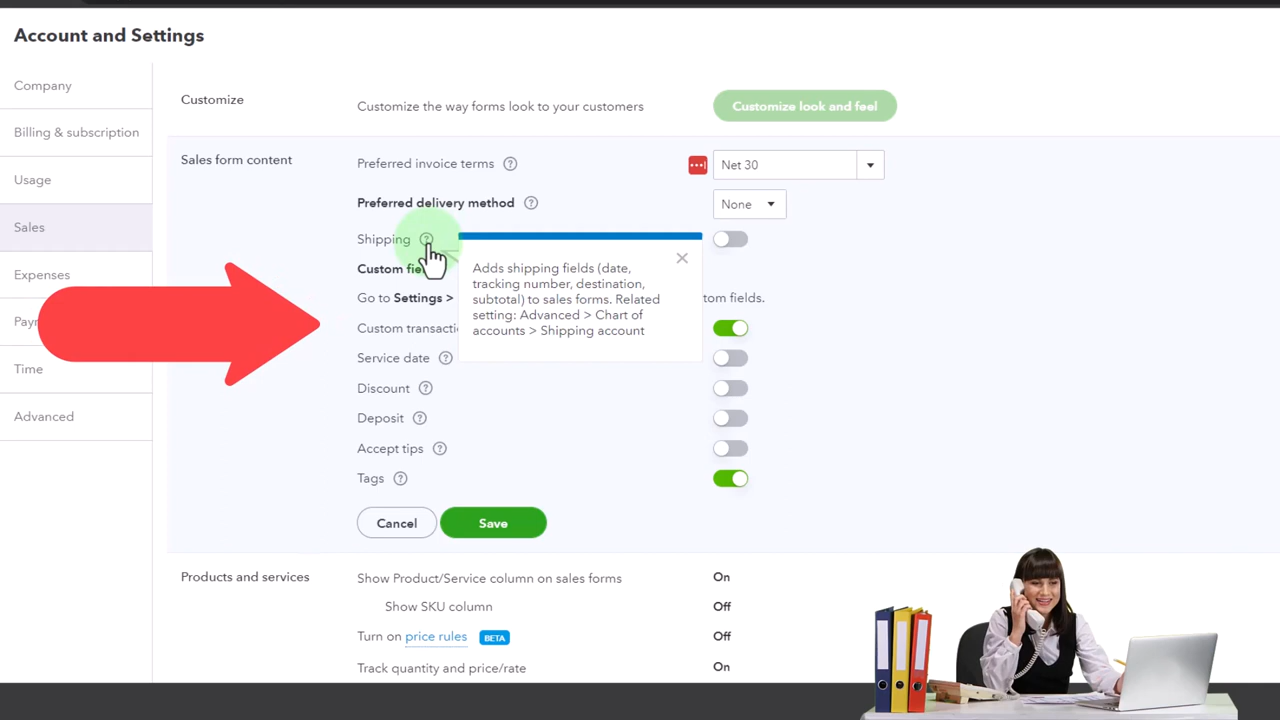 Account and Settings
Company
Billing & subscription
Usage
Sales
Expenses
Time
Advanced
Customize
Customize the way forms look to your customers
Customize look and feel
Sales form content
Preferred invoice terms ?
Net 30
Preferred delivery method ?
None
Shipping ?
Adds shipping fields (date,
tracking number, destination,
subtotal) to sales forms. Related
setting: Advanced > Chart of
accounts > Shipping account
Custom
Go to Settings >
fields.
Custom
Service date ?
Discount ?
Deposit ?
Accept tips ?
Tags ?
Cancel
Save
Products and services
Show Product/Service column on sales forms
On
Show SKU column
Off
Turn on price rules BETA
Off
Track quantity and price/rate
On